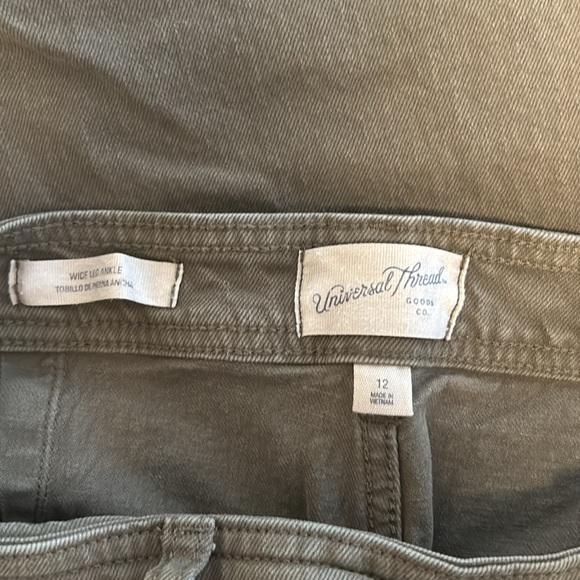 WIDE LEG ANKLE
TOBILLO DE PIERNA ANCHA
Universal Thread
GOODS
CO.
12
MADE IN
VIETNAM